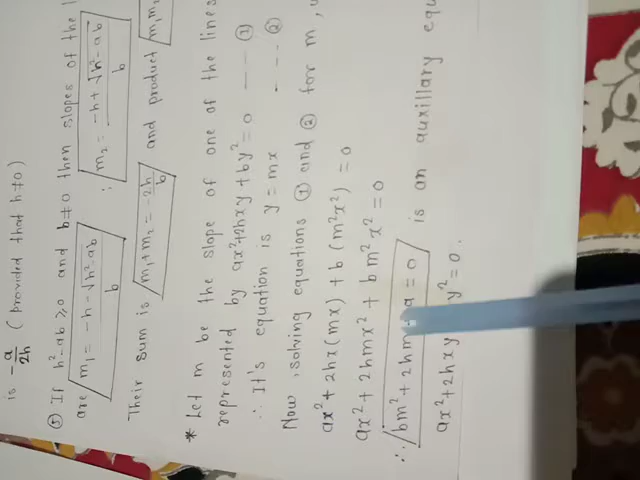 is -a/2h (provided that h≠0)
⑤ If h²-ab ≥0 and b≠0 then slopes of the
are m₁ = -h-√h²-ab / b ; m₂ = -h+√h²-ab / b
Their sum is m₁+m₂ = -2h/b and product m₁m₂
* Let m be the slope of one of the lines
represented by ax²+2hxy+by²=0 --- ①
∴ It's equation is y=mx --- ②
Now, solving equations ① and ② for m,
ax²+2hx(mx)+b(m²x²)=0
ax²+2hmx²+bm²x²=0
∴ bm²+2hm a=0 is an auxillary equ
ax²+2hxy y²=0.